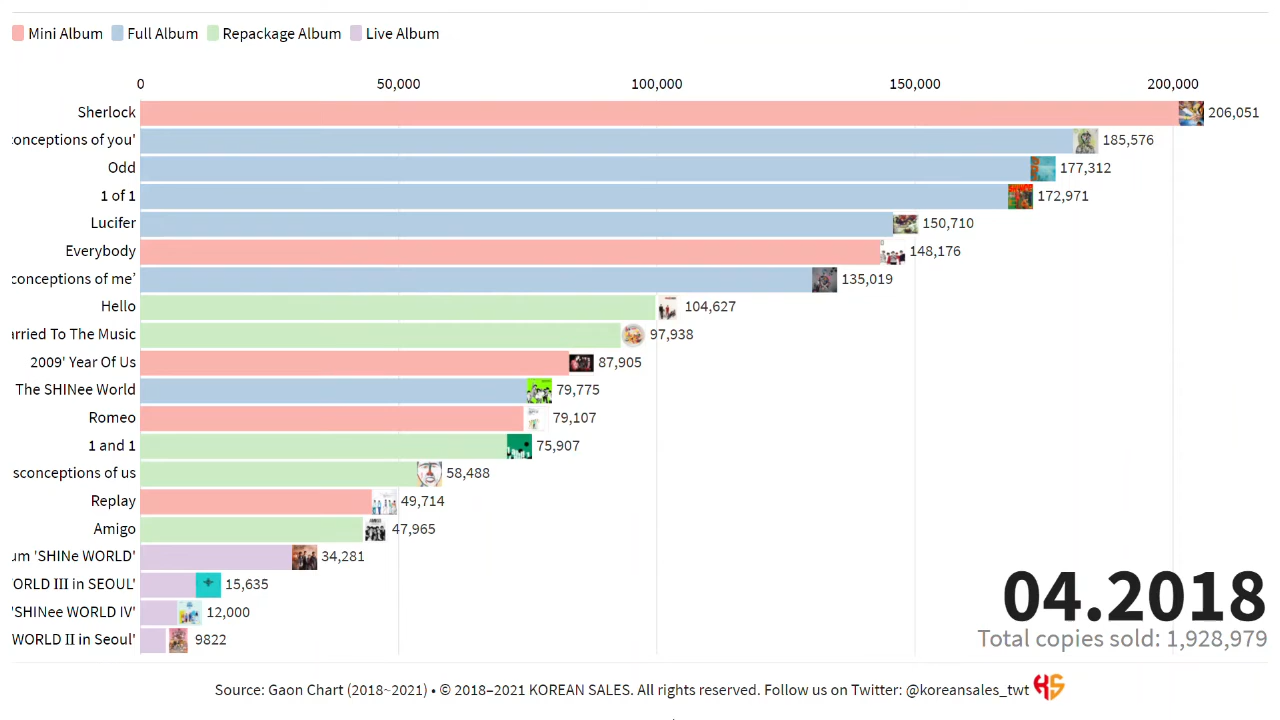 Mini Album Full Album Repackage Album Live Album
0 50,000 100,000 150,000 200,000
Sherlock 206,051
conceptions of you' 185,576
Odd 177,312
1 of 1 172,971
Lucifer 150,710
Everybody 148,176
conceptions of me’ 135,019
Hello 104,627
arried To The Music 97,938
2009' Year Of Us 87,905
The SHINee World 79,775
Romeo 79,107
1 and 1 75,907
sconceptions of us 58,488
Replay 49,714
Amigo 47,965
um 'SHINe WORLD' 34,281
ORLD III in SEOUL' 15,635
'SHINee WORLD IV' 12,000
WORLD II in Seoul' 9822
04.2018
Total copies sold: 1,928,979
Source: Gaon Chart (2018~2021) • © 2018–2021 KOREAN SALES. All rights reserved. Follow us on Twitter: @koreansales_twt KS